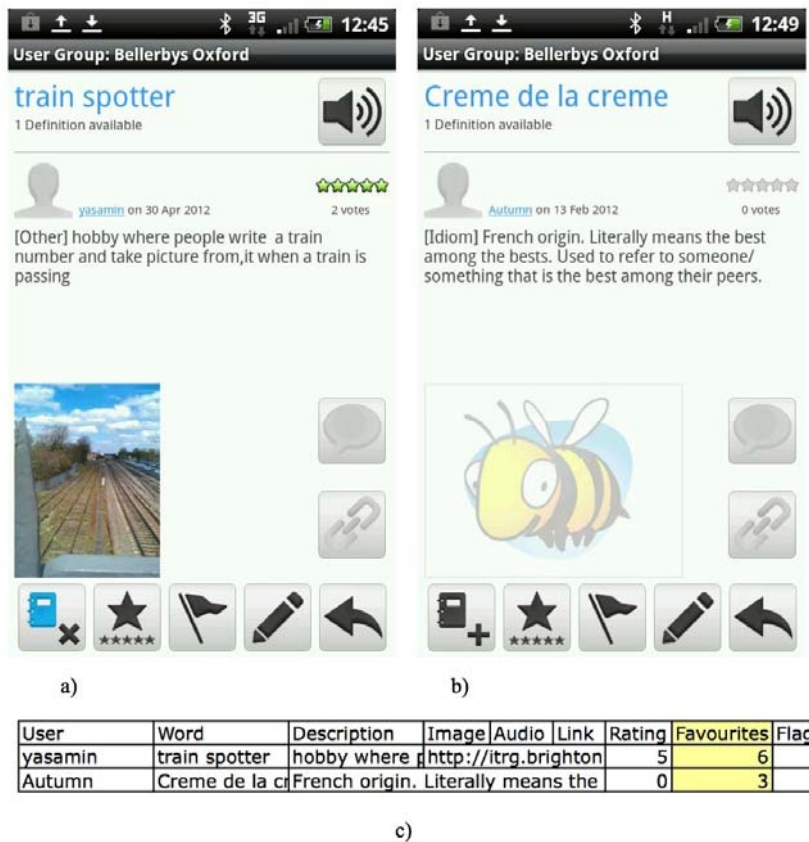 3G 12:45
User Group: Bellerbys Oxford
train spotter
1 Definition available
yasamin on 30 Apr 2012
2 votes
[Other] hobby where people write a train
number and take picture from,it when a train is
passing
a)
H 12:49
User Group: Bellerbys Oxford
Creme de la creme
1 Definition available
Autumn on 13 Feb 2012
0 votes
[Idiom] French origin. Literally means the best
among the bests. Used to refer to someone/
something that is the best among their peers.
b)
User Word Description Image Audio Link Rating Favourites Flag
yasamin train spotter hobby where p http://itrg.brighton 5 6
Autumn Creme de la cr French origin. Literally means the 0 3
c)